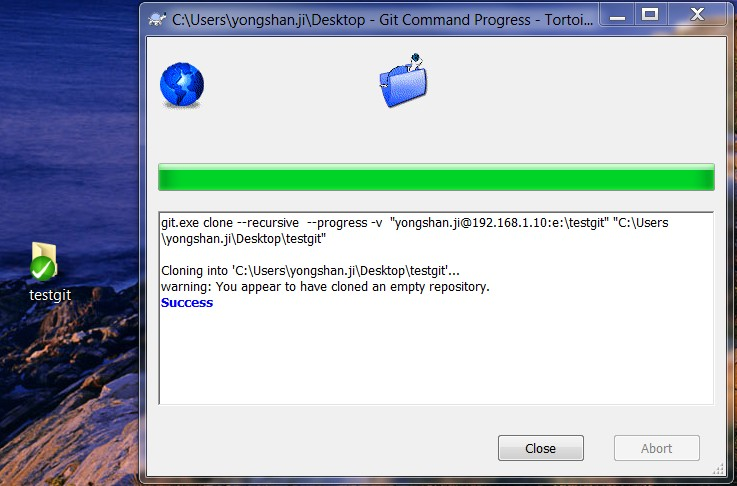 C:\Users\yongshan.ji\Desktop - Git Command Progress - Tortoi...
git.exe clone --recursive  --progress -v  "yongshan.ji@192.168.1.10:e:\testgit" "C:\Users
\yongshan.ji\Desktop\testgit"
Cloning into 'C:\Users\yongshan.ji\Desktop\testgit'...
warning: You appear to have cloned an empty repository.
Success
testgit
Close
Abort